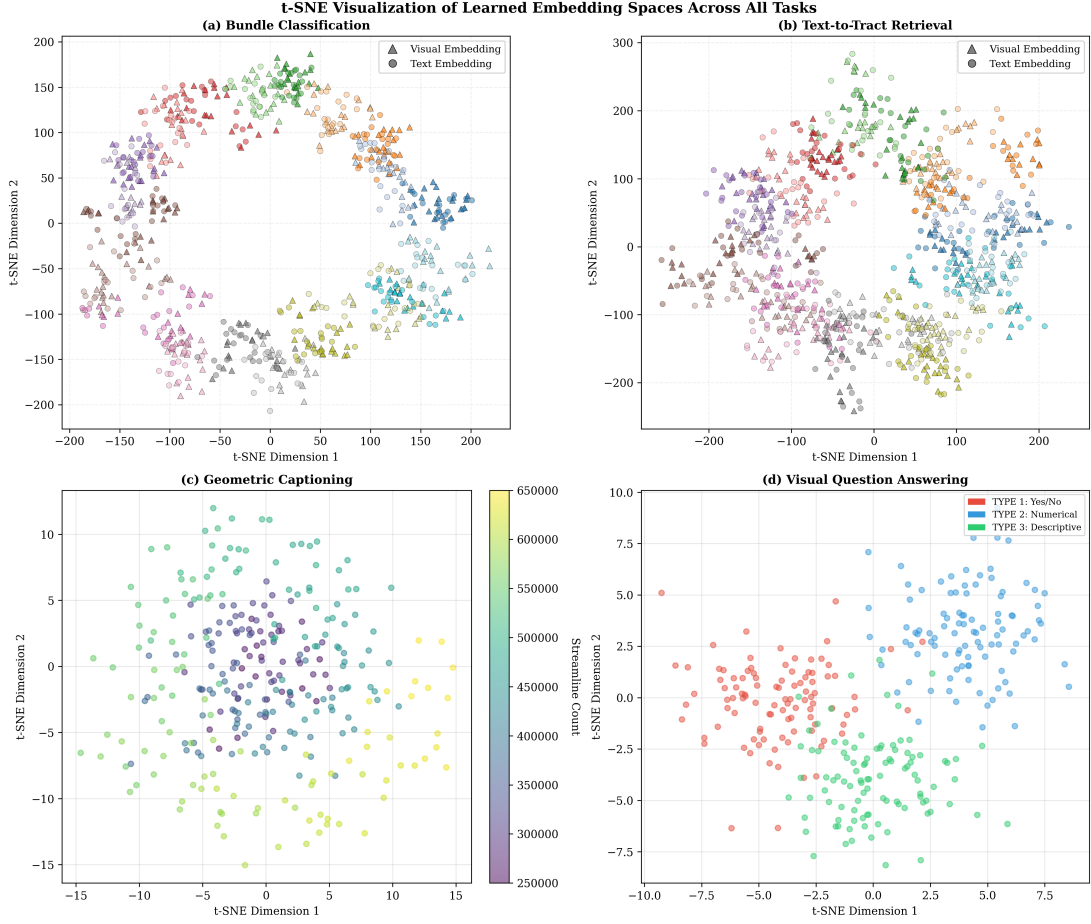 t-SNE Visualization of Learned Embedding Spaces Across All Tasks
(a) Bundle Classification
Visual Embedding
Text Embedding
t-SNE Dimension 2
200
150
100
50
0
−50
−100
−150
−200
−200 −150 −100 −50 0 50 100 150 200
t-SNE Dimension 1
(b) Text-to-Tract Retrieval
Visual Embedding
Text Embedding
t-SNE Dimension 2
300
200
100
0
−100
−200
−200 −100 0 100 200
t-SNE Dimension 1
(c) Geometric Captioning
t-SNE Dimension 2
10
5
0
−5
−10
−15
−15 −10 −5 0 5 10 15
t-SNE Dimension 1
650000
600000
550000
500000
450000
400000
350000
300000
250000
Streamline Count
(d) Visual Question Answering
TYPE 1: Yes/No
TYPE 2: Numerical
TYPE 3: Descriptive
t-SNE Dimension 2
10.0
7.5
5.0
2.5
0.0
−2.5
−5.0
−7.5
−10.0 −7.5 −5.0 −2.5 0.0 2.5 5.0 7.5
t-SNE Dimension 1